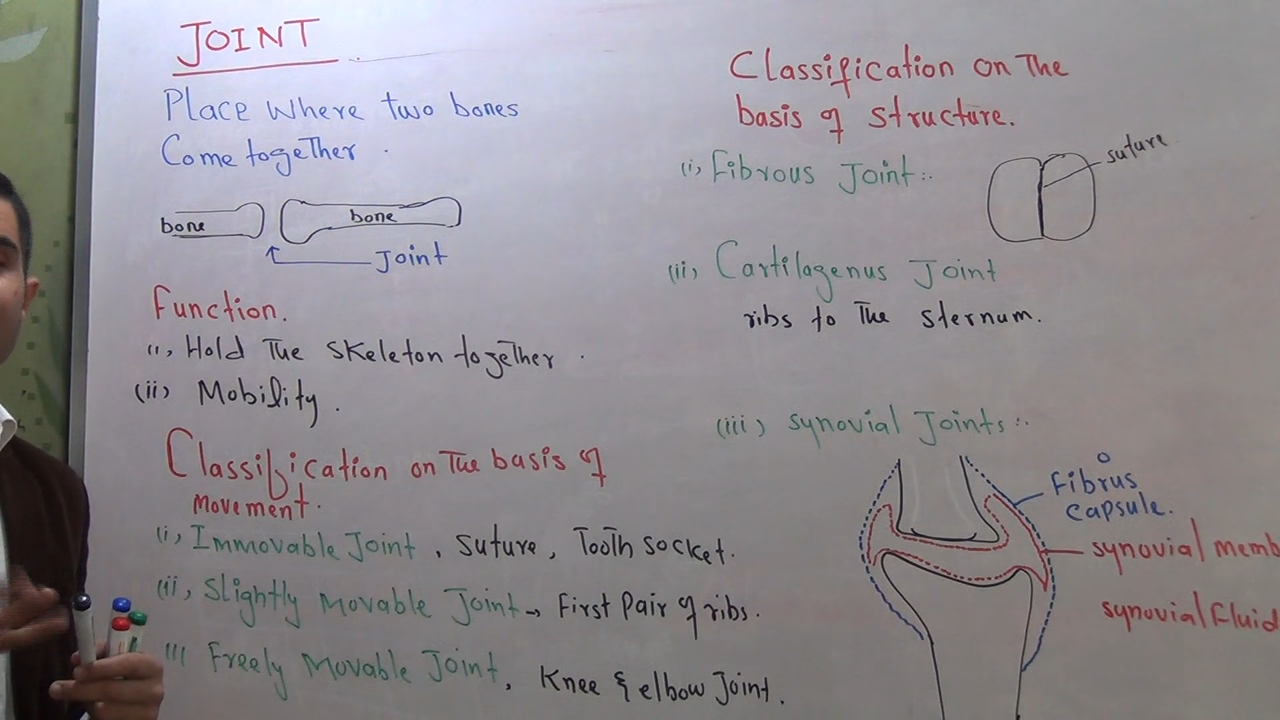 JOINT
Place where two bones
Come together.
bone
bone
Joint
Function.
(i), Hold The Skeleton together.
(ii) Mobility.
Classification on The basis of
Movement.
(i), Immovable Joint, Suture, Tooth Socket.
(ii), Slightly Movable Joint → First Pair of ribs.
iii Freely Movable Joint, Knee & elbow Joint.
Classification on The
basis of structure.
(i), Fibrous Joint:.
suture
(ii), Cartilagenus Joint
ribs to The Sternum.
(iii) Synovial Joints:.
Fibrus
capsule.
synovial memb
synovial Fluid